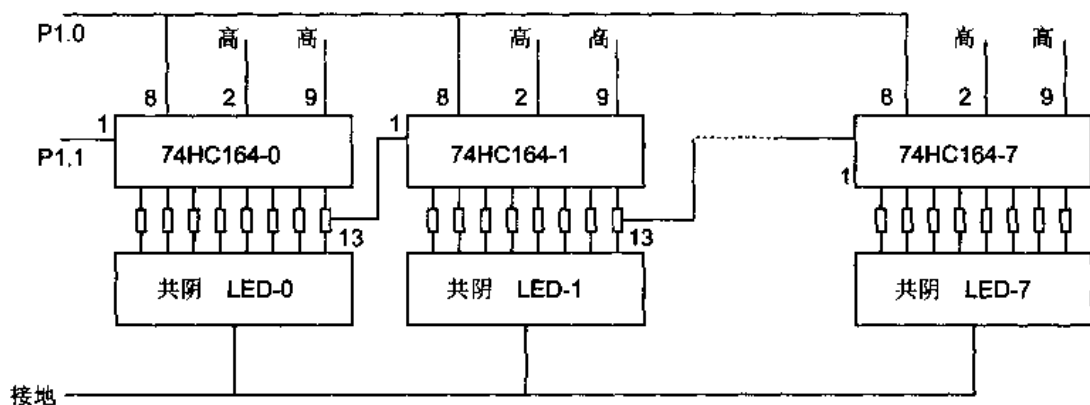 P1.0
高 高 高 高 高 高
8 2 9 8 2 9 8 2 9
1 1
P1.1
74HC164-0 74HC164-1 74HC164-7
1
13 13
共阴 LED-0 共阴 LED-1 共阴 LED-7
接地